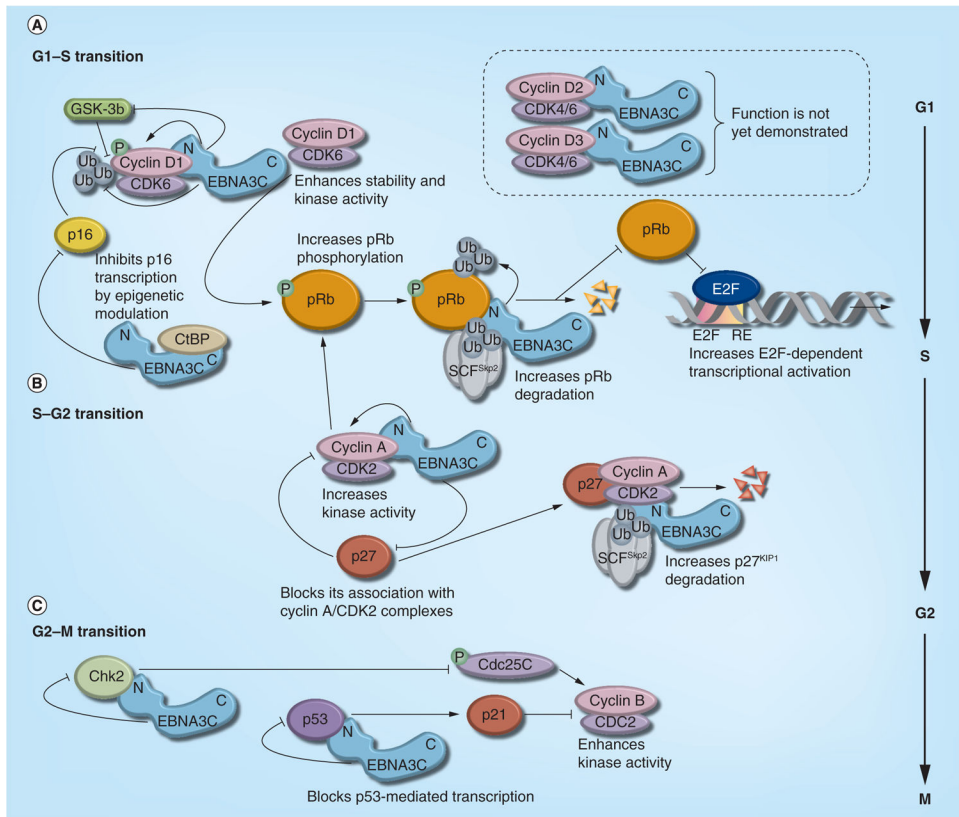 A
G1–S transition
GSK-3b
P
Ub
Ub
Ub
Cyclin D1
CDK6
N
C
EBNA3C
Cyclin D1
CDK6
Enhances stability and
kinase activity
Cyclin D2
CDK4/6
N
C
EBNA3C
Cyclin D3
CDK4/6
N
C
EBNA3C
Function is not
yet demonstrated
G1
p16
Inhibits p16
transcription
by epigenetic
modulation
N
CtBP
C
EBNA3C
Increases pRb
phosphorylation
P
pRb
P
pRb
Ub
Ub
Ub
N
C
EBNA3C
Ub
Ub
Ub
SCFSkp2
Increases pRb
degradation
pRb
E2F
E2F RE
Increases E2F-dependent
transcriptional activation
S
B
S–G2 transition
Cyclin A
CDK2
N
C
EBNA3C
Increases
kinase activity
p27
Blocks its association with
cyclin A/CDK2 complexes
p27
Cyclin A
CDK2
Ub
Ub
Ub
N
C
EBNA3C
SCFSkp2
Increases p27KIP1
degradation
G2
C
G2–M transition
Chk2
N
C
EBNA3C
P
Cdc25C
p53
N
C
EBNA3C
Blocks p53-mediated transcription
p21
Cyclin B
CDC2
Enhances
kinase activity
M